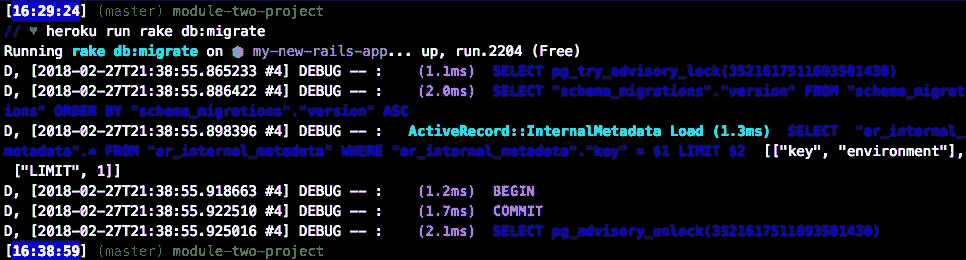 [16:29:24] (master) module-two-project
// ♥ heroku run rake db:migrate
Running rake db:migrate on ⬢ my-new-rails-app... up, run.2204 (Free)
D, [2018-02-27T21:38:55.865233 #4] DEBUG -- : (1.1ms) SELECT pg_try_advisory_lock(3521617511693501430)
D, [2018-02-27T21:38:55.886422 #4] DEBUG -- : (2.0ms) SELECT "schema_migrations"."version" FROM "schema_migrat
ions" ORDER BY "schema_migrations"."version" ASC
D, [2018-02-27T21:38:55.898396 #4] DEBUG -- : ActiveRecord::InternalMetadata Load (1.3ms) SELECT "ar_internal_
metadata".* FROM "ar_internal_metadata" WHERE "ar_internal_metadata"."key" = $1 LIMIT $2 [["key", "environment"],
["LIMIT", 1]]
D, [2018-02-27T21:38:55.918663 #4] DEBUG -- : (1.2ms) BEGIN
D, [2018-02-27T21:38:55.922510 #4] DEBUG -- : (1.7ms) COMMIT
D, [2018-02-27T21:38:55.925016 #4] DEBUG -- : (2.1ms) SELECT pg_advisory_unlock(3521617511693501430)
[16:38:59] (master) module-two-project